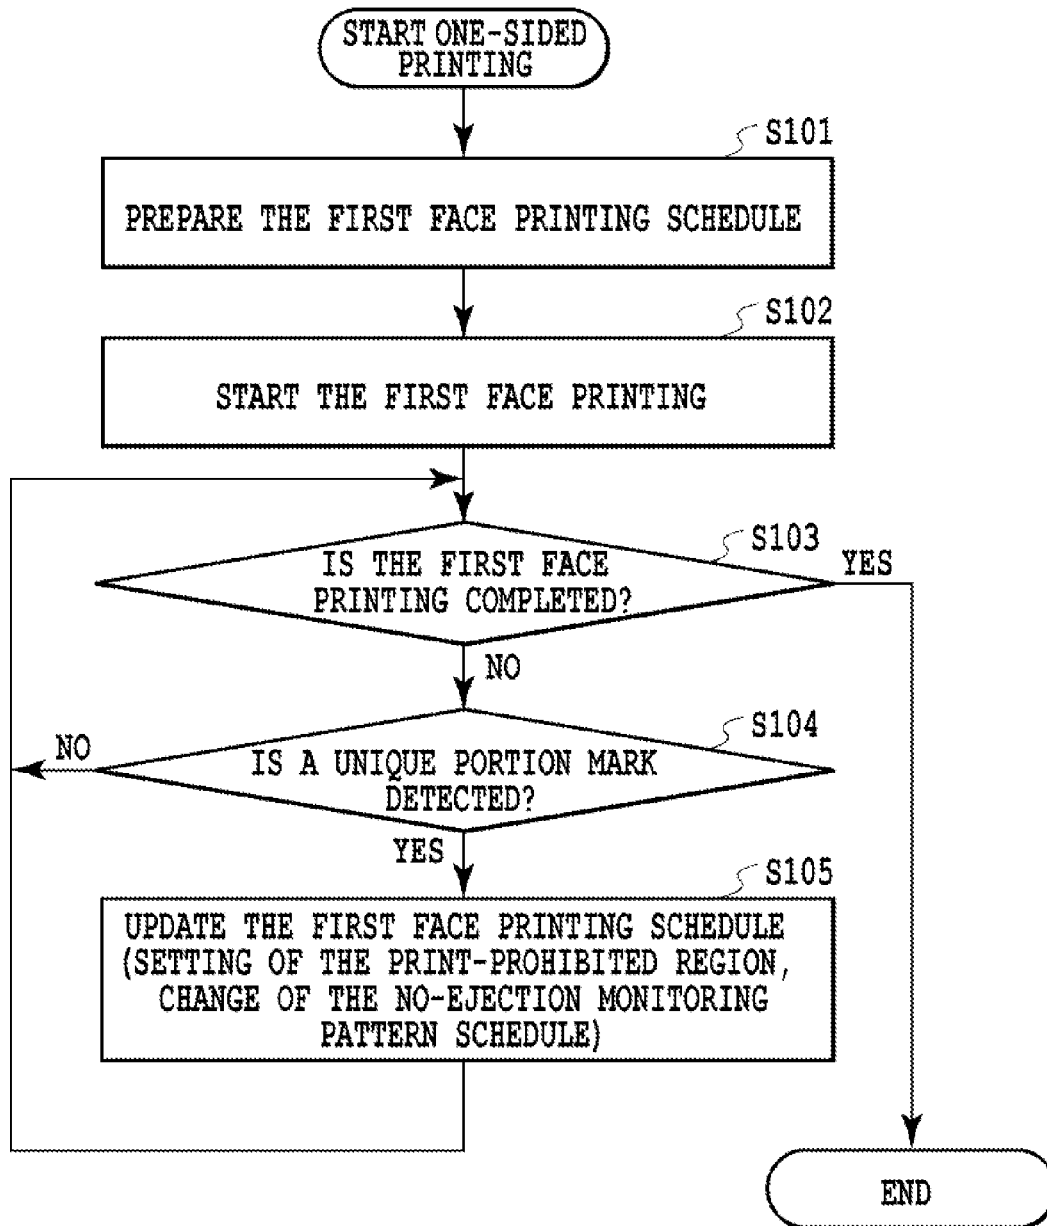 START ONE-SIDED
PRINTING
S101
PREPARE THE FIRST FACE PRINTING SCHEDULE
S102
START THE FIRST FACE PRINTING
S103
IS THE FIRST FACE
PRINTING COMPLETED?
YES
NO
S104
IS A UNIQUE PORTION MARK
DETECTED?
NO
YES
S105
UPDATE THE FIRST FACE PRINTING SCHEDULE
(SETTING OF THE PRINT-PROHIBITED REGION,
CHANGE OF THE NO-EJECTION MONITORING
PATTERN SCHEDULE)
END